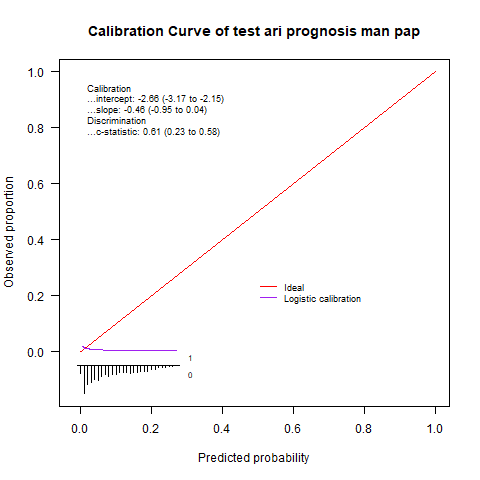 Calibration Curve of test ari prognosis man pap
Calibration
...intercept: -2.66 (-3.17 to -2.15)
...slope: -0.46 (-0.95 to 0.04)
Discrimination
...c-statistic: 0.61 (0.23 to 0.58)
Observed proportion
1.0
0.8
0.6
0.4
0.2
0.0
Ideal
Logistic calibration
1
0
0.0 0.2 0.4 0.6 0.8 1.0
Predicted probability